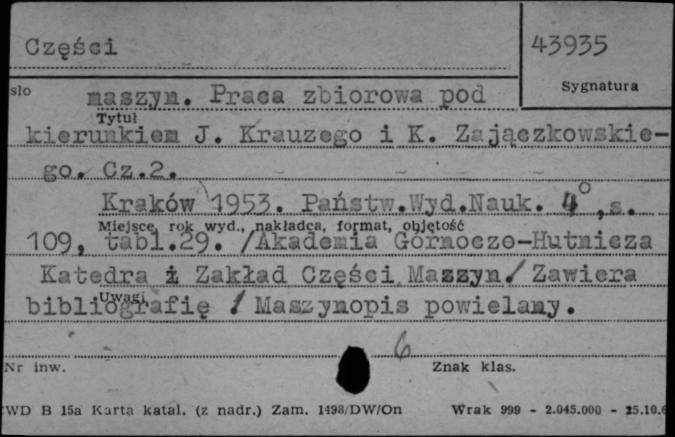 Części
43935
sło
Sygnatura
maszyn. Praca zbiorowa pod
Tytuł
kierunkiem J. Krauzego i K. Zajączkowskie-
go. Cz.2.
Kraków 1953. Państw.Wyd.Nauk. 4°,s.
Miejsce, rok wyd., nakładca, format, objętość
109, tabl.29. /Akademia Górnoczo-Hutnicza
Katedra i Zakład Części Maszyn/ Zawiera
Uwagi
bibliografię / Maszynopis powielany.
6
Nr inw.
Znak klas.
WD B 15a Karta katal. (z nadr.) Zam. 1498/DW/On Wrak 999 - 2.045.000 - 25.10.6